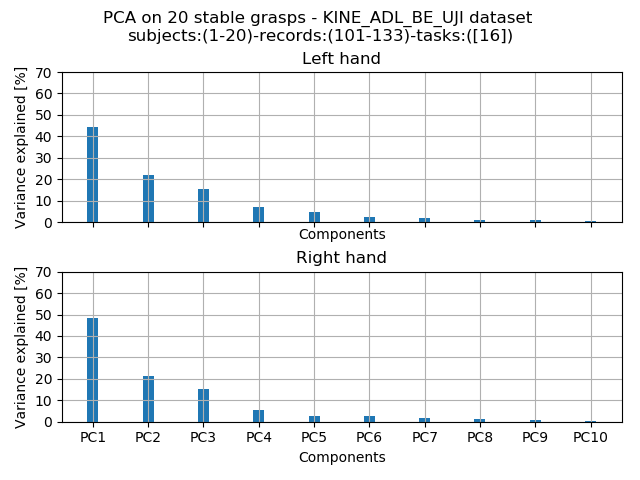 PCA on 20 stable grasps - KINE_ADL_BE_UJI dataset
subjects:(1-20)-records:(101-133)-tasks:([16])
Left hand
Variance explained [%]
70
60
50
40
30
20
10
0
Components
Right hand
Variance explained [%]
70
60
50
40
30
20
10
0
PC1 PC2 PC3 PC4 PC5 PC6 PC7 PC8 PC9 PC10
Components